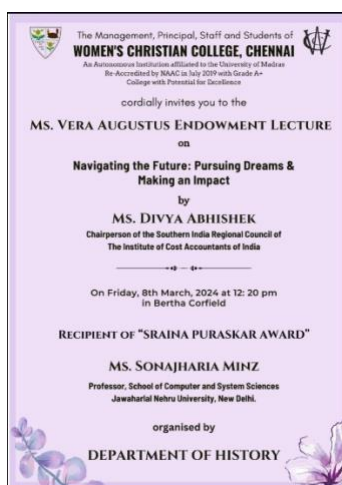 The Management, Principal, Staff and Students of
WOMEN'S CHRISTIAN COLLEGE, CHENNAI
An Autonomous Institution affiliated to the University of Madras
Re-Accredited by NAAC in July 2019 with Grade A+
College with Potential for Excellence
cordially invites you to the
MS. VERA AUGUSTUS ENDOWMENT LECTURE
on
Navigating the Future: Pursuing Dreams &
Making an Impact
by
MS. DIVYA ABHISHEK
Chairperson of the Southern India Regional Council of
The Institute of Cost Accountants of India
On Friday, 8th March, 2024 at 12: 20 pm
in Bertha Corfield
RECIPIENT OF "SRAINA PURASKAR AWARD"
MS. SONAJHARIA MINZ
Professor, School of Computer and System Sciences
Jawaharlal Nehru University, New Delhi.
organised by
DEPARTMENT OF HISTORY